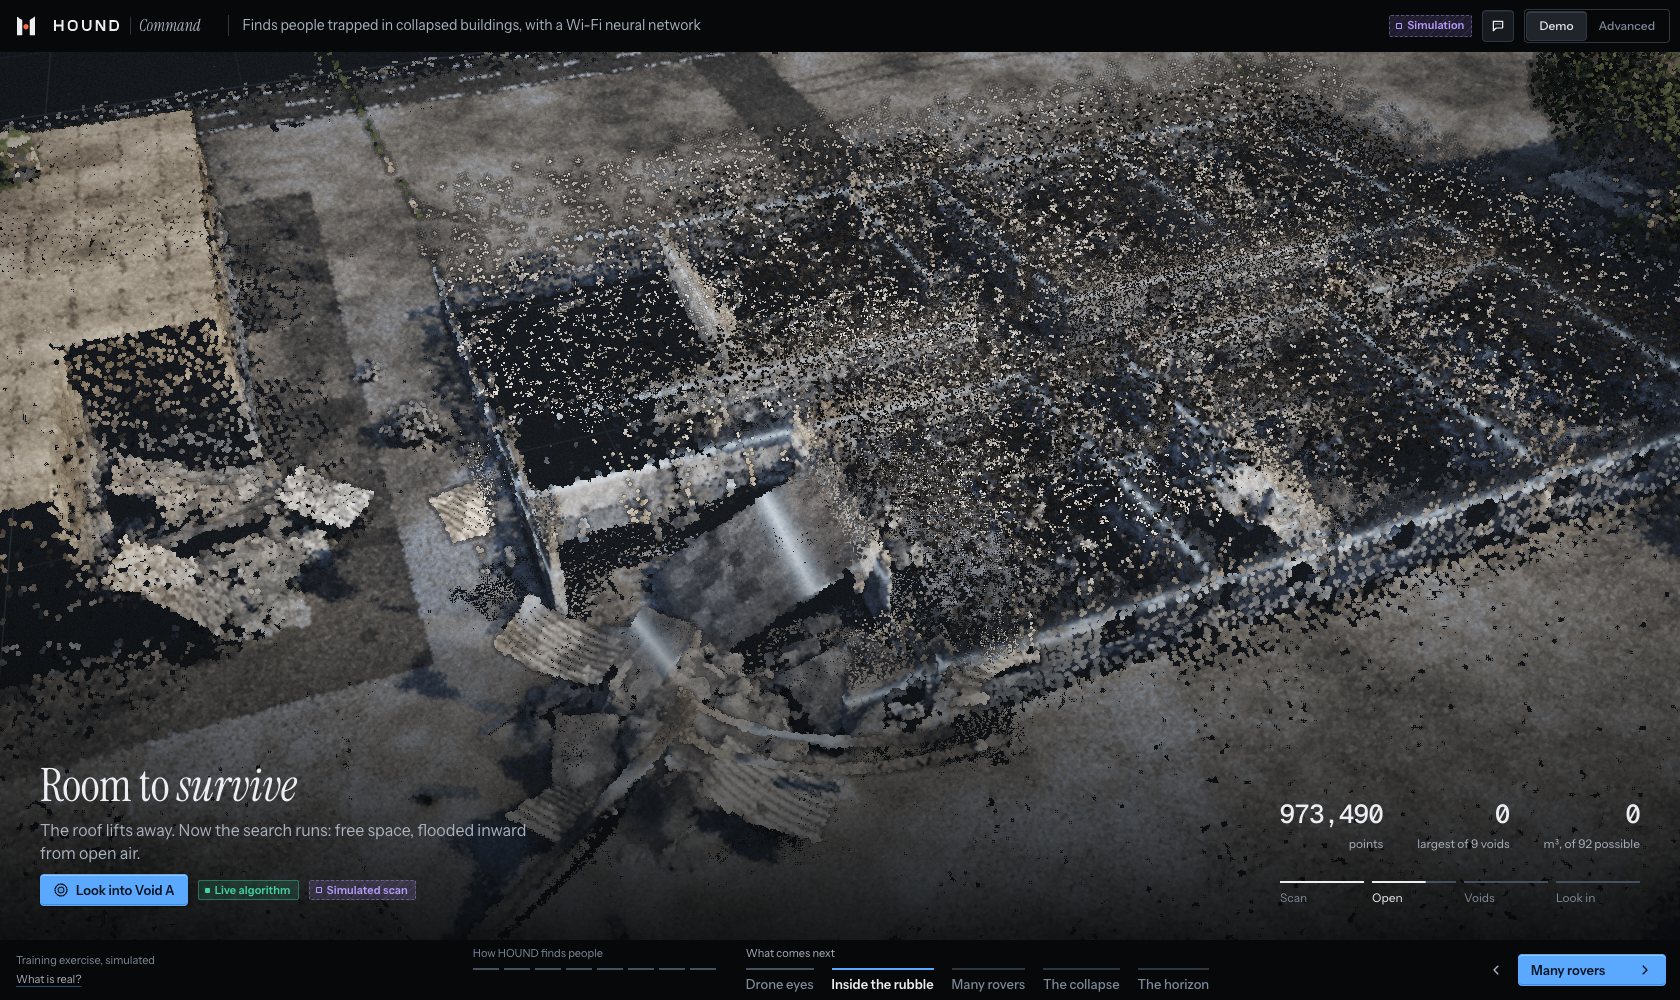 HOUND Command
Finds people trapped in collapsed buildings, with a Wi-Fi neural network
Simulation
Demo
Advanced
Room to survive
The roof lifts away. Now the search runs: free space, flooded inward
from open air.
Look into Void A
Live algorithm
Simulated scan
973,490
0
0
points
largest of 9 voids
m³, of 92 possible
Scan
Open
Voids
Look in
Training exercise, simulated
What is real?
How HOUND finds people
What comes next
Drone eyes
Inside the rubble
Many rovers
The collapse
The horizon
Many rovers